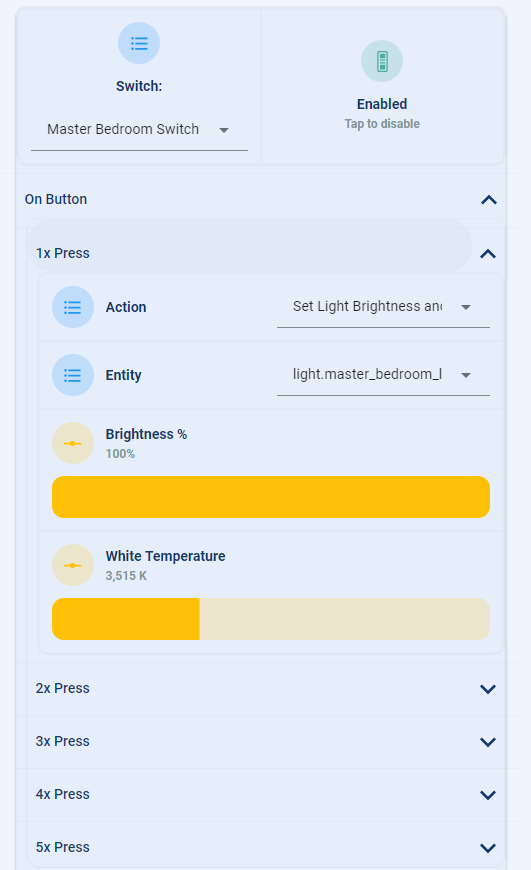 Switch:
Master Bedroom Switch
Enabled
Tap to disable
On Button
1x Press
Action
Set Light Brightness
Entity
light.master_bedroom_l
Brightness %
100%
White Temperature
3,515 K
2x Press
3x Press
4x Press
5x Press